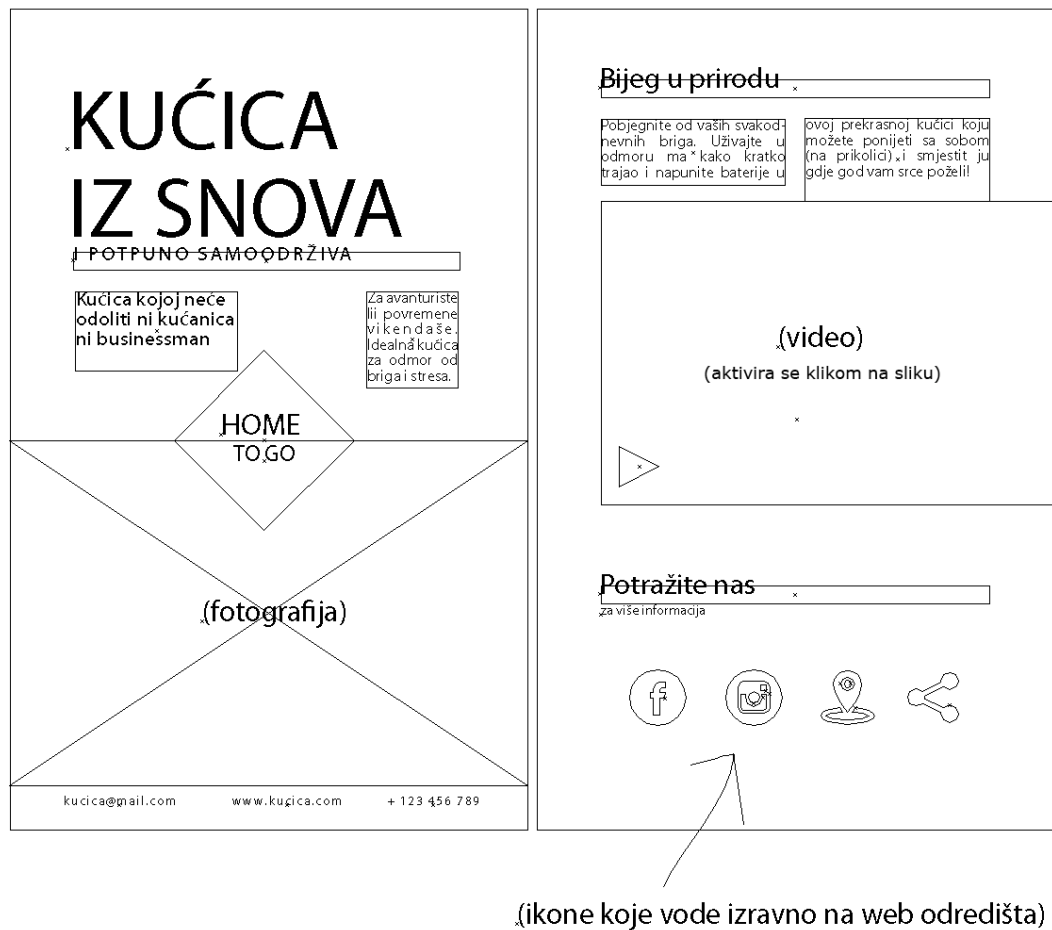 KUĆICA
IZ SNOVA
I POTPUNO SAMOODRŽIVA
Kućica kojoj neće
odoliti ni kućanica
ni businessman
Za avanturiste
lii povremene
vikendaše.
Idealna kućica
za odmor od
briga i stresa.
HOME
TO GO
(fotografija)
kucica@mail.com
www.kucica.com
+ 123 456 789
Bijeg u prirodu
Pobjegnite od vaših svakod-
nevnih briga. Uživajte u
odmoru ma kako kratko
trajao i napunite baterije u
ovoj prekrasnoj kućici koju
možete ponijeti sa sobom
(na prikolici) i smjestit ju
gdje god vam srce poželi!
(video)
(aktivira se klikom na sliku)
Potražite nas
za više informacija
(ikone koje vode izravno na web odredišta)